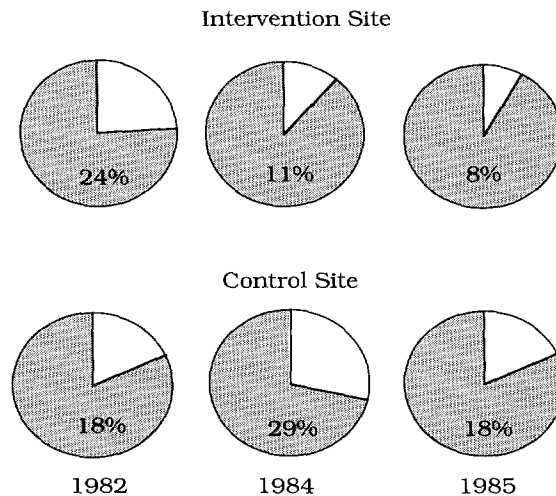 Intervention Site
24% 11% 8%
Control Site
18% 29% 18%
1982 1984 1985